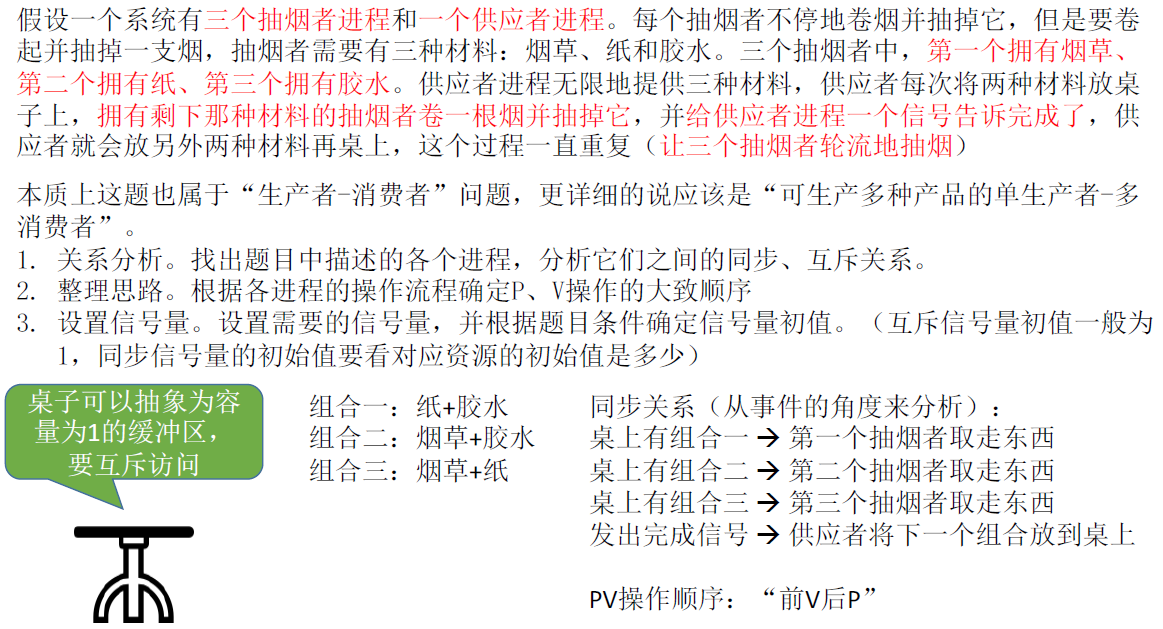 假设一个系统有三个抽烟者进程和一个供应者进程。每个抽烟者不停地卷烟并抽掉它，但是要卷
起并抽掉一支烟，抽烟者需要有三种材料：烟草、纸和胶水。三个抽烟者中，第一个拥有烟草、
第二个拥有纸、第三个拥有胶水。供应者进程无限地提供三种材料，供应者每次将两种材料放桌
子上，拥有剩下那种材料的抽烟者卷一根烟并抽掉它，并给供应者进程一个信号告诉完成了，供
应者就会放另外两种材料再桌上，这个过程一直重复（让三个抽烟者轮流地抽烟）
本质上这题也属于“生产者-消费者”问题，更详细的说应该是“可生产多种产品的单生产者-多
消费者”。
1. 关系分析。找出题目中描述的各个进程，分析它们之间的同步、互斥关系。
2. 整理思路。根据各进程的操作流程确定P、V操作的大致顺序
3. 设置信号量。设置需要的信号量，并根据题目条件确定信号量初值。（互斥信号量初值一般为
1，同步信号量的初始值要看对应资源的初始值是多少）
桌子可以抽象为容
量为1的缓冲区，
要互斥访问
组合一：纸+胶水
组合二：烟草+胶水
组合三：烟草+纸
同步关系（从事件的角度来分析）：
桌上有组合一 → 第一个抽烟者取走东西
桌上有组合二 → 第二个抽烟者取走东西
桌上有组合三 → 第三个抽烟者取走东西
发出完成信号 → 供应者将下一个组合放到桌上
PV操作顺序：“前V后P”